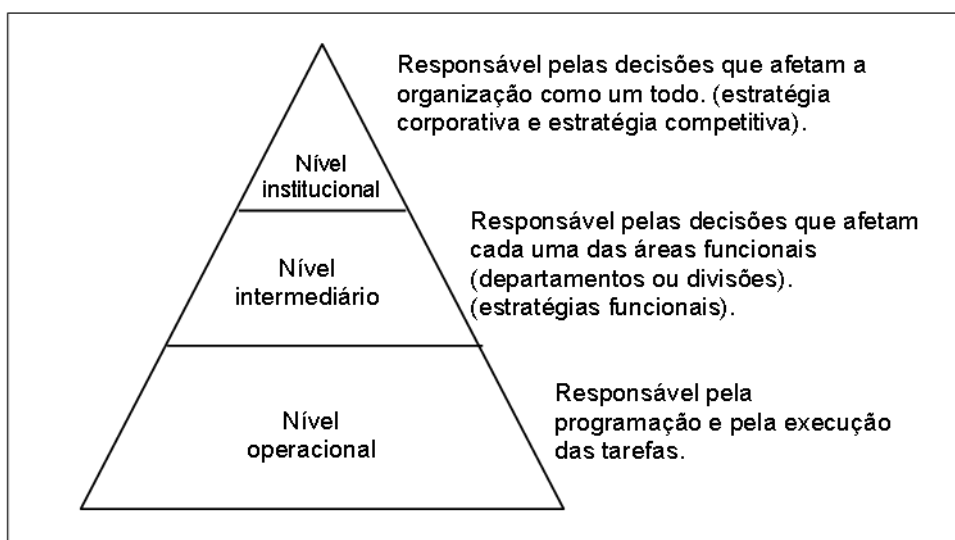 Responsável pelas decisões que afetam a
organização como um todo. (estratégia
corporativa e estratégia competitiva).
Nível
institucional
Responsável pelas decisões que afetam
cada uma das áreas funcionais
(departamentos ou divisões).
(estratégias funcionais).
Nível
intermediário
Responsável pela
programação e pela execução
das tarefas.
Nível
operacional